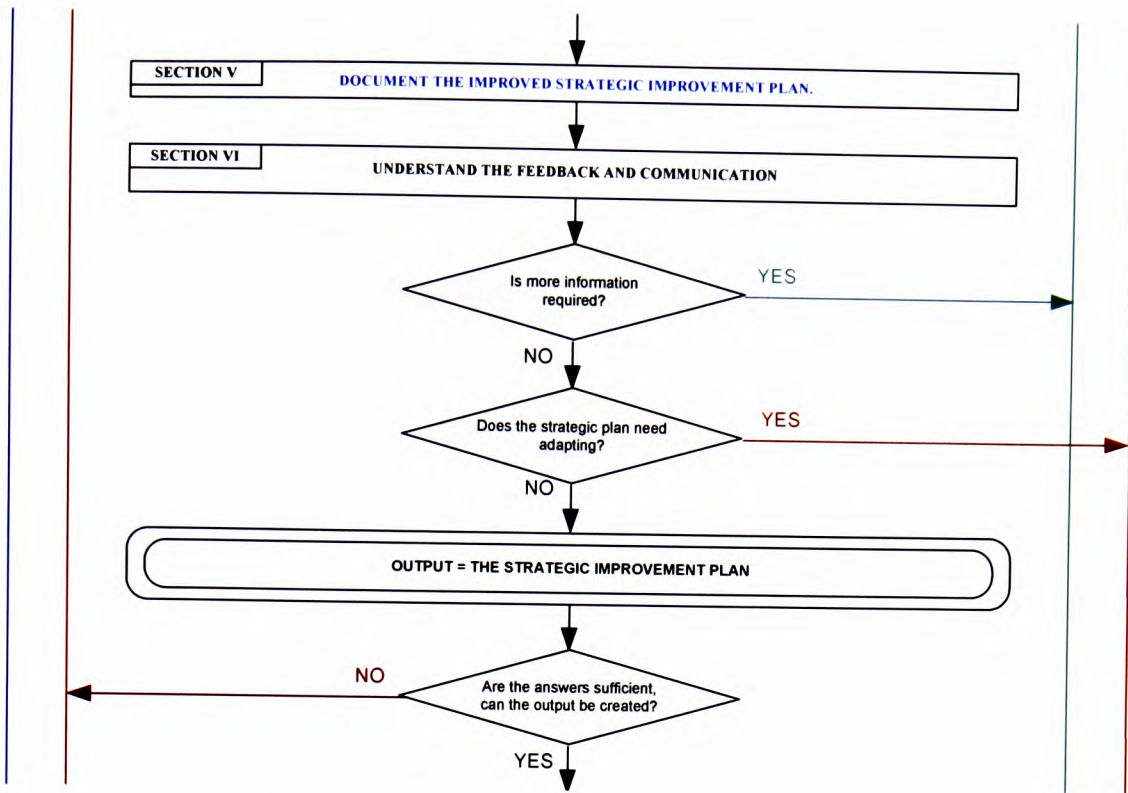 SECTION V
DOCUMENT THE IMPROVED STRATEGIC IMPROVEMENT PLAN.
SECTION VI
UNDERSTAND THE FEEDBACK AND COMMUNICATION
Is more information
required?
YES
NO
Does the strategic plan need
adapting?
YES
NO
OUTPUT = THE STRATEGIC IMPROVEMENT PLAN
NO
Are the answers sufficient,
can the output be created?
YES